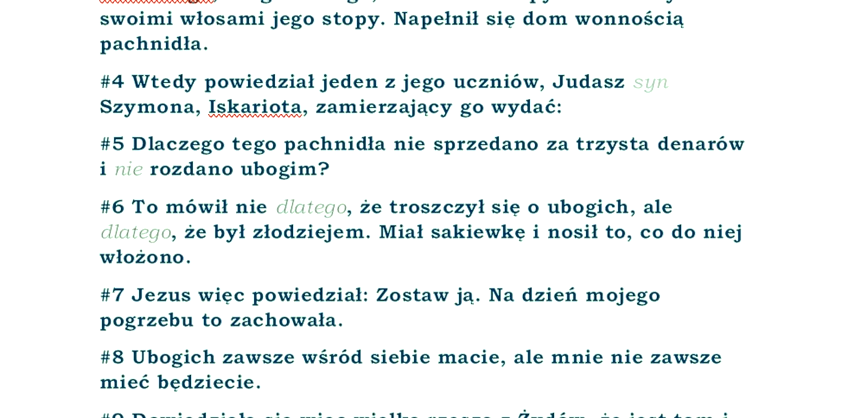 swoimi włosami jego stopy. Napełnił się dom wonnością
pachnidła.
#4 Wtedy powiedział jeden z jego uczniów, Judasz syn
Szymona, Iskariota, zamierzający go wydać:
#5 Dlaczego tego pachnidła nie sprzedano za trzysta denarów
i nie rozdano ubogim?
#6 To mówił nie dlatego, że troszczył się o ubogich, ale
dlatego, że był złodziejem. Miał sakiewkę i nosił to, co do niej
włożono.
#7 Jezus więc powiedział: Zostaw ją. Na dzień mojego
pogrzebu to zachowała.
#8 Ubogich zawsze wśród siebie macie, ale mnie nie zawsze
mieć będziecie.